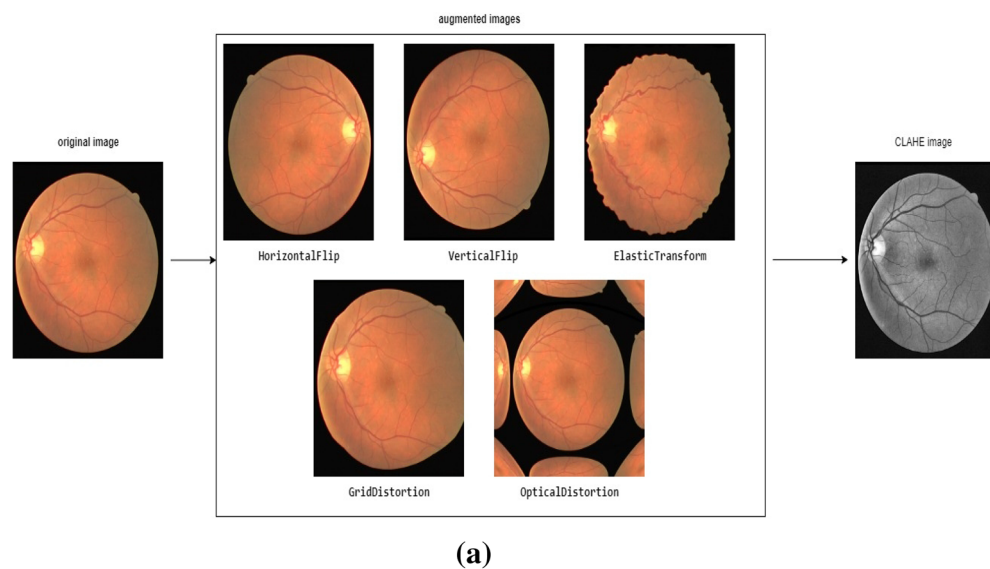 augmented images
original image
CLAHE image
HorizontalFlip
VerticalFlip
ElasticTransform
GridDistortion
OpticalDistortion
(a)